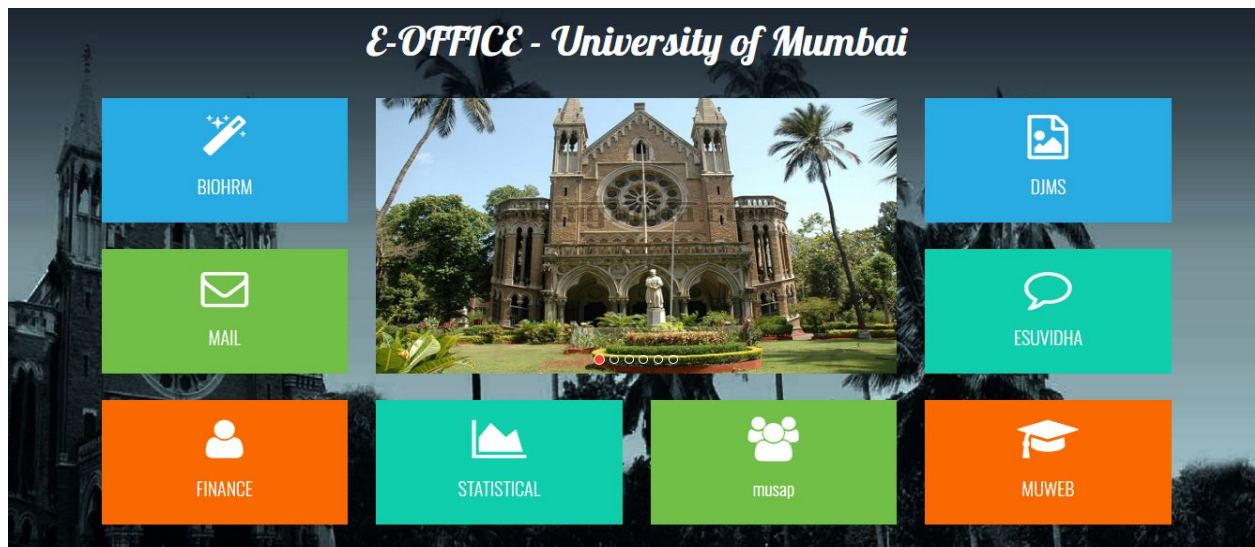 E-OFFICE - University of Mumbai
BIOHRM
DJMS
MAIL
ESUVIDHA
FINANCE
STATISTICAL
musap
MUWEB